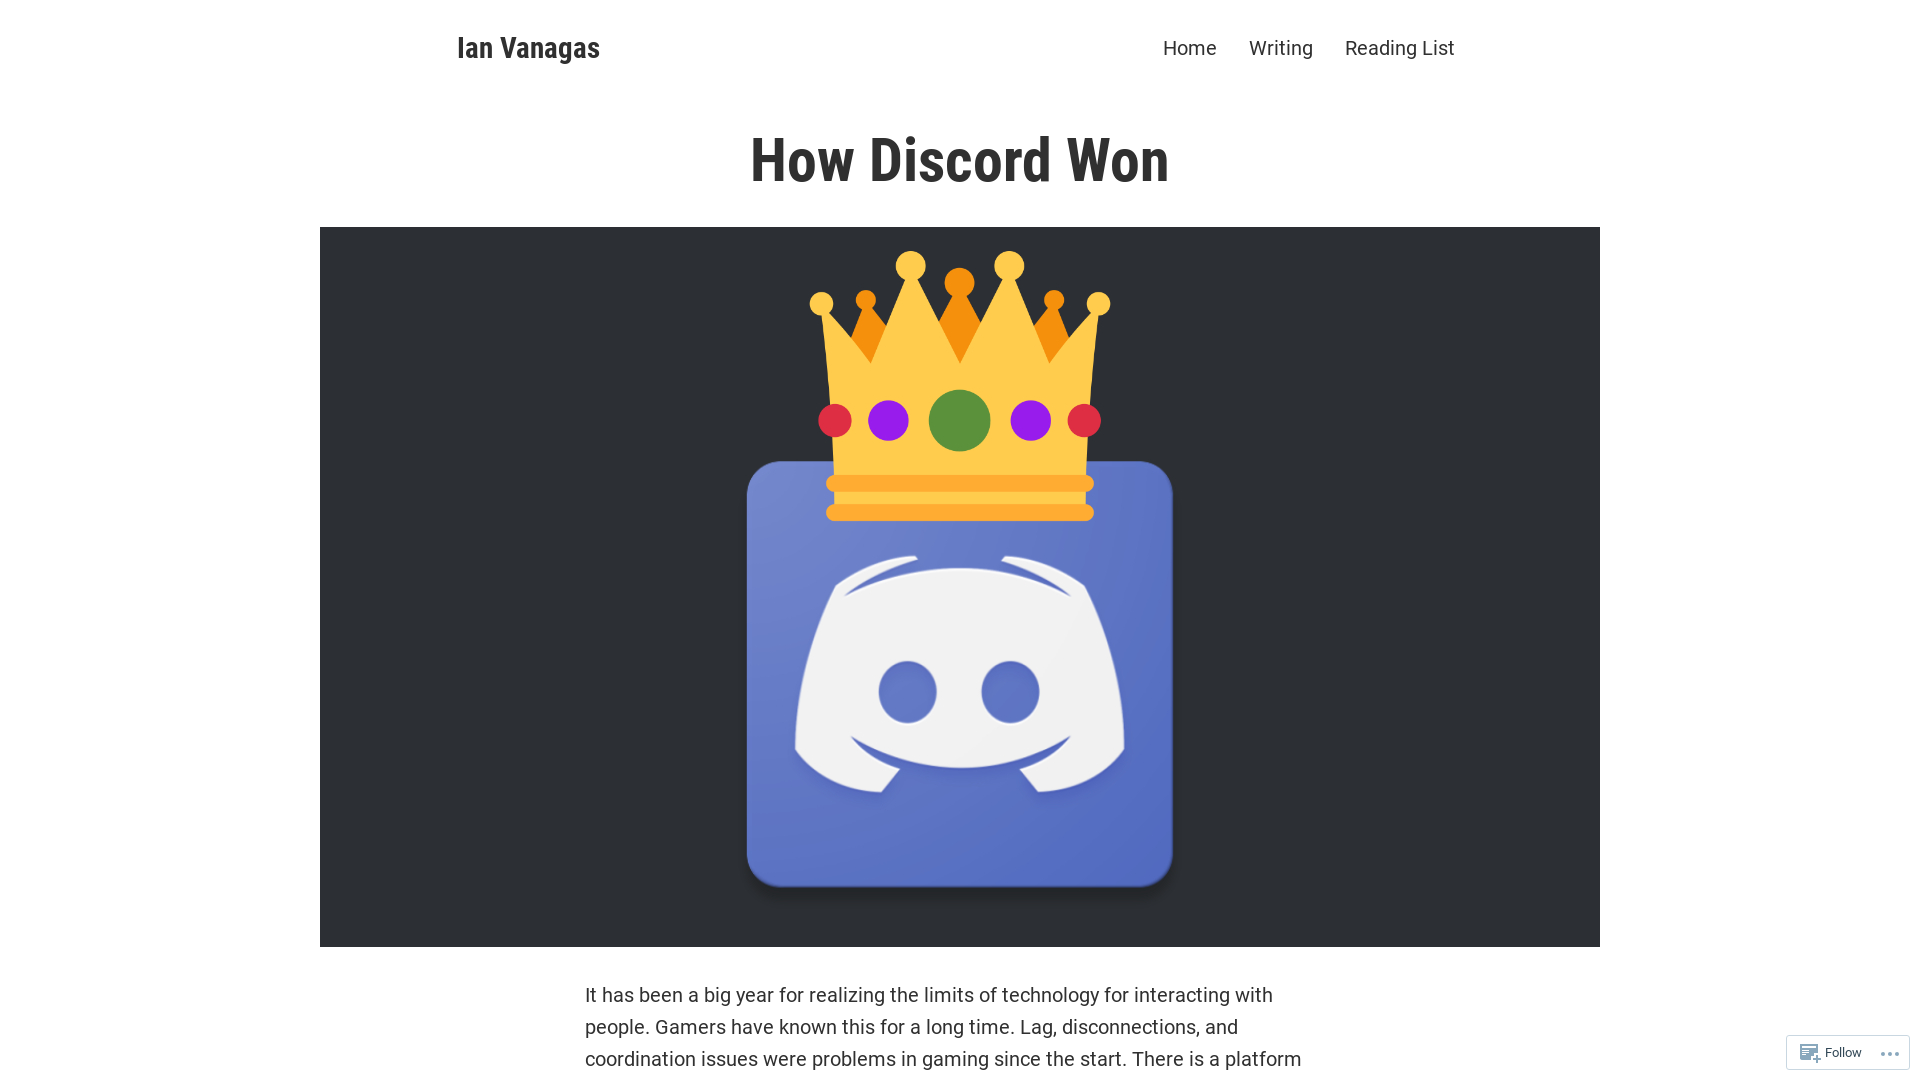 Ian Vanagas
Home Writing Reading List
How Discord Won
It has been a big year for realizing the limits of technology for interacting with
people. Gamers have known this for a long time. Lag, disconnections, and
coordination issues were problems in gaming since the start. There is a platform
Follow